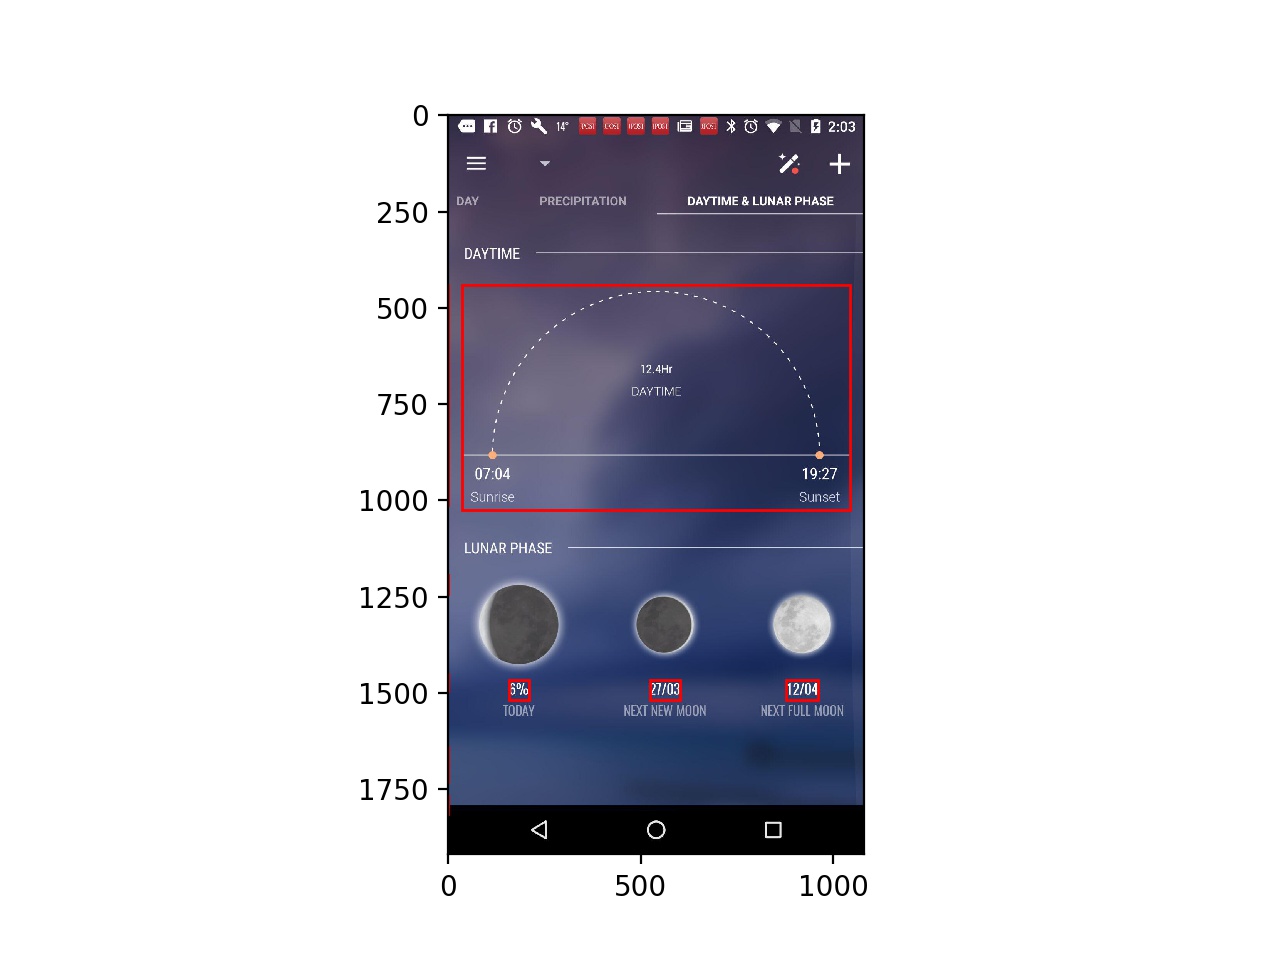 0
250
500
750
1000
1250
1500
1750
0 500 1000
14° 2:03
DAY PRECIPITATION DAYTIME & LUNAR PHASE
DAYTIME
12.4Hr
DAYTIME
07:04 19:27
Sunrise Sunset
LUNAR PHASE
6% 27/03 12/04
TODAY NEXT NEW MOON NEXT FULL MOON